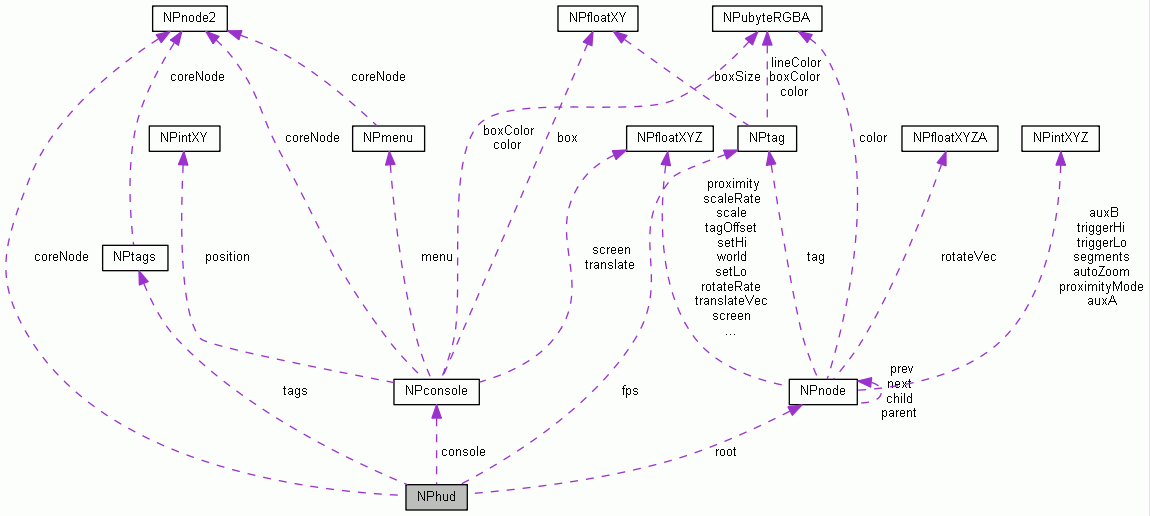 NPnode2
NPfloatXY
NPubyteRGBA
coreNode
coreNode
boxSize
lineColor
boxColor
color
NPintXY
coreNode
NPmenu
boxColor
color
box
NPfloatXYZ
NPtag
color
NPfloatXYZA
NPintXYZ
coreNode
NPtags
position
menu
screen
translate
proximity
scaleRate
scale
tagOffset
setHi
world
setLo
rotateRate
translateVec
screen
...
tag
rotateVec
auxB
triggerHi
triggerLo
segments
autoZoom
proximityMode
auxA
tags
NPconsole
fps
NPnode
prev
next
child
parent
console
root
NPhud